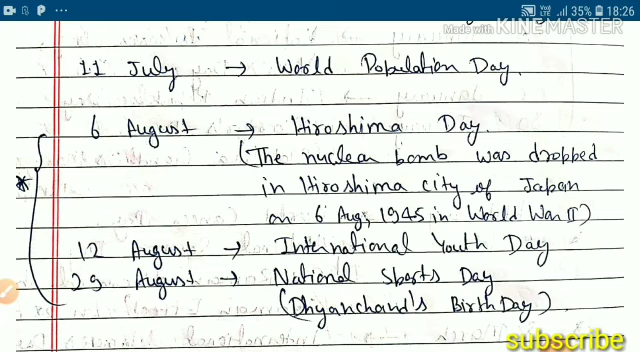 35% 18:26
Made with KINEMASTER
11 July → World Population Day.
6 August → Hiroshima Day.
(The nuclear bomb was dropped
in Hiroshima city of Japan
on 6 Aug, 1945 in World War II)
12 August → International Youth Day
29 August → National Sports Day
(Dhyanchand's BirthDay).
subscribe